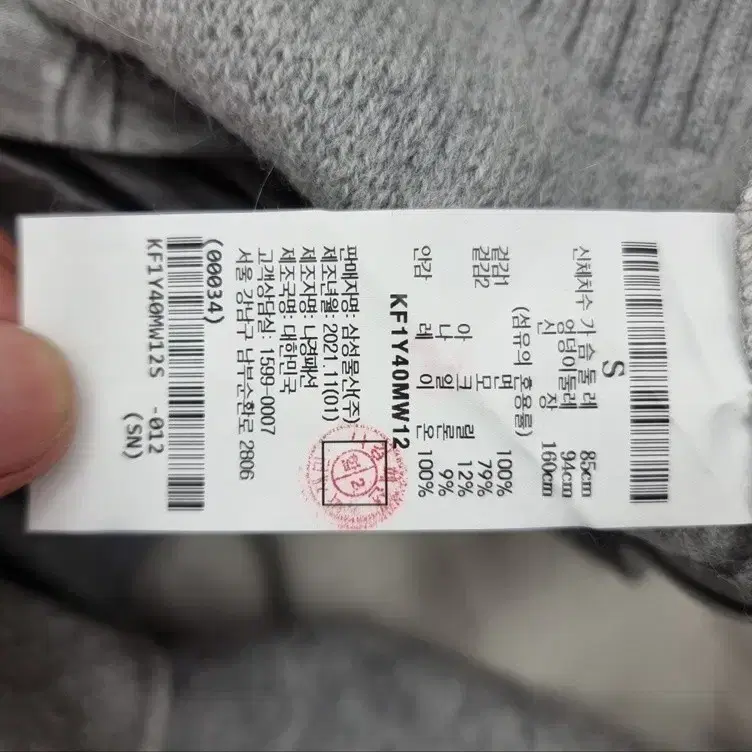 S
신체치수 가슴둘레 85cm
엉덩이둘레 94cm
신장 160cm
(섬유의 혼용률)
겉감1 면 100%
겉감2 모 79%
아크릴 12%
나일론 9%
안감 레이온 100%
KF1Y40MW12
판매자명: 삼성물산(주)
제조년월: 2021.11(01)
제조자명: 나경패션
제조국명: 대한민국
고객상담실: 1599-0007
서울 강남구 남부순환로 2806
(00034)
KF1Y40MW12S -012
(SN)